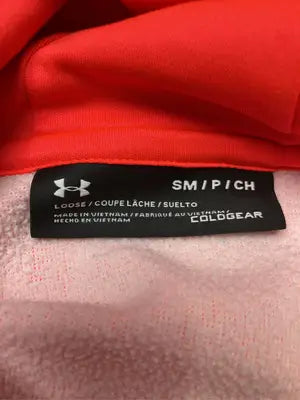 SM / P / CH
LOOSE / COUPE LÂCHE / SUELTO
MADE IN VIETNAM / FABRIQUÉ AU VIETNAM /
HECHO EN VIETNAM
COLDGEAR